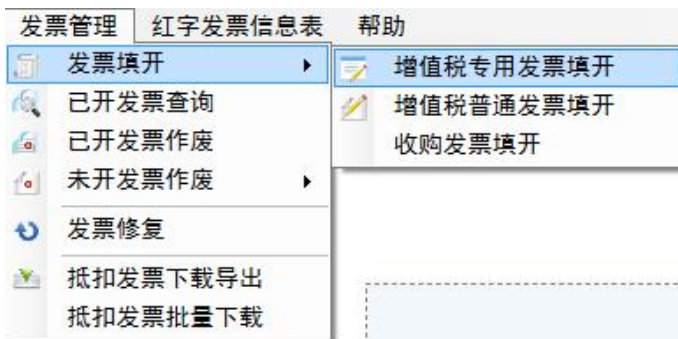 发票管理 红字发票信息表 帮助
发票填开
已开发票查询
已开发票作废
未开发票作废
发票修复
抵扣发票下载导出
抵扣发票批量下载
增值税专用发票填开
增值税普通发票填开
收购发票填开